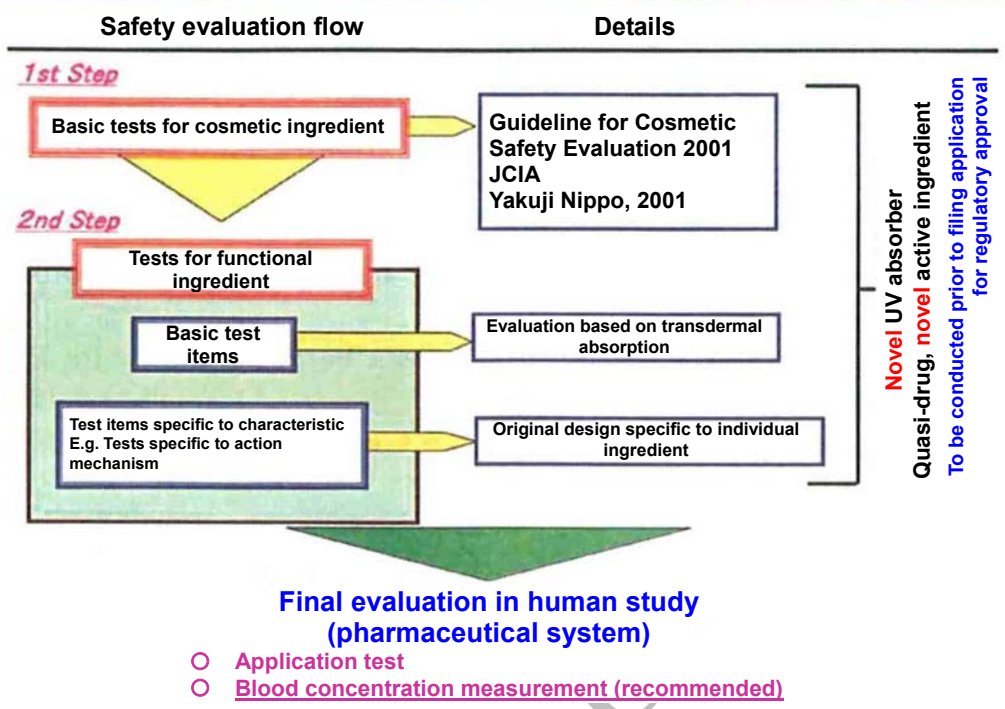 Safety evaluation flow
Details
1st Step
Basic tests for cosmetic ingredient
Guideline for Cosmetic
Safety Evaluation 2001
JCIA
Yakuji Nippo, 2001
2nd Step
Tests for functional
ingredient
Basic test
items
Evaluation based on transdermal
absorption
Test items specific to characteristic
E.g. Tests specific to action
mechanism
Original design specific to individual
ingredient
Novel UV absorber
Quasi-drug, novel active ingredient
To be conducted prior to filing application
for regulatory approval
Final evaluation in human study
(pharmaceutical system)
Application test
Blood concentration measurement (recommended)